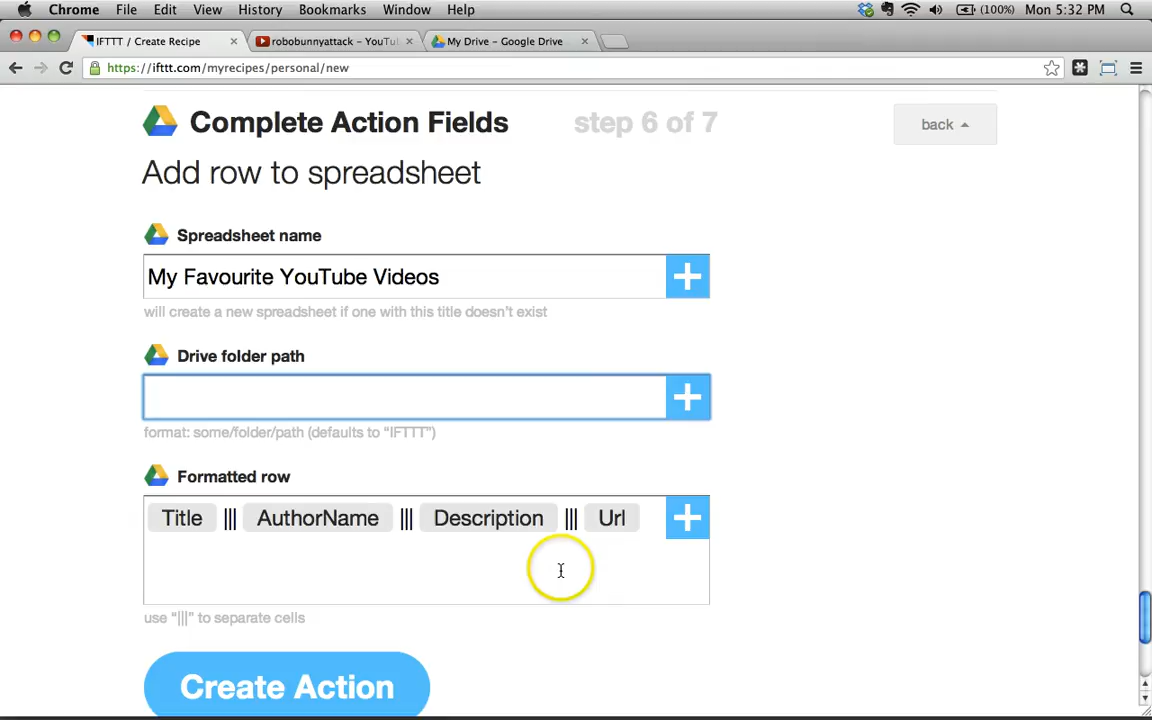 Chrome File Edit View History Bookmarks Window Help (100%) Mon 5:32 PM
IFTTT / Create Recipe robobunnyattack - YouTu My Drive - Google Drive
https://ifttt.com/myrecipes/personal/new
Complete Action Fields step 6 of 7 back
Add row to spreadsheet
Spreadsheet name
My Favourite YouTube Videos
will create a new spreadsheet if one with this title doesn't exist
Drive folder path
format: some/folder/path (defaults to "IFTTT")
Formatted row
Title ||| AuthorName ||| Description ||| Url
use "|||" to separate cells
Create Action